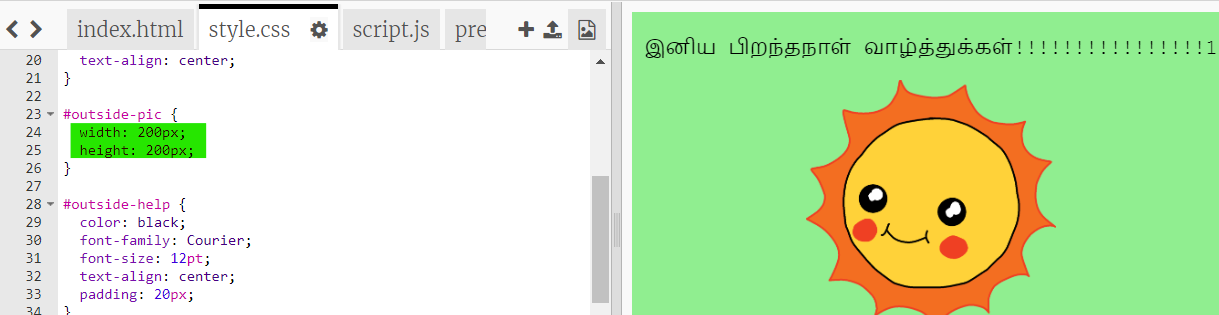 index.html style.css script.js pre
20 text-align: center;
21 }
22
23 #outside-pic {
24 width: 200px;
25 height: 200px;
26 }
27
28 #outside-help {
29 color: black;
30 font-family: Courier;
31 font-size: 12pt;
32 text-align: center;
33 padding: 20px;
34 }
இனிய பிறந்தநாள் வாழ்த்துக்கள்!!!!!!!!!!!!!!!!1